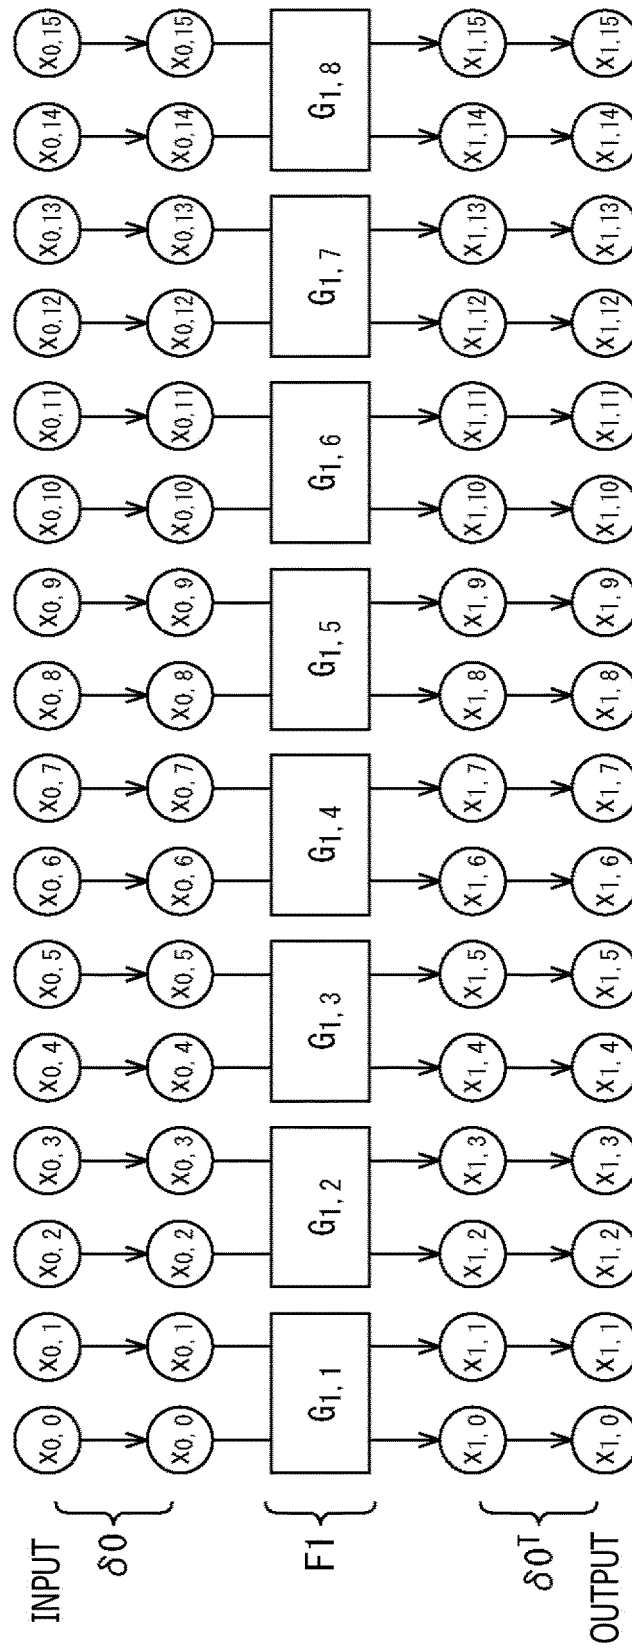 INPUT
x0,0 x0,1 x0,2 x0,3 x0,4 x0,5 x0,6 x0,7 x0,8 x0,9 x0,10 x0,11 x0,12 x0,13 x0,14 x0,15
δ0
x0,0 x0,1 x0,2 x0,3 x0,4 x0,5 x0,6 x0,7 x0,8 x0,9 x0,10 x0,11 x0,12 x0,13 x0,14 x0,15
F1 G1,1 G1,2 G1,3 G1,4 G1,5 G1,6 G1,7 G1,8
x1,0 x1,1 x1,2 x1,3 x1,4 x1,5 x1,6 x1,7 x1,8 x1,9 x1,10 x1,11 x1,12 x1,13 x1,14 x1,15
δ0T
OUTPUT
x1,0 x1,1 x1,2 x1,3 x1,4 x1,5 x1,6 x1,7 x1,8 x1,9 x1,10 x1,11 x1,12 x1,13 x1,14 x1,15